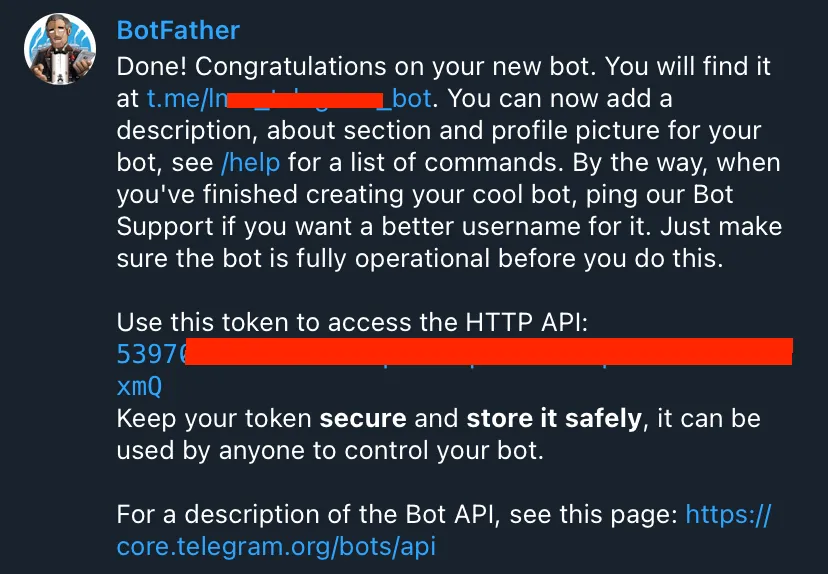 BotFather
Done! Congratulations on your new bot. You will find it
at t.me/ln _bot. You can now add a
description, about section and profile picture for your
bot, see /help for a list of commands. By the way, when
you've finished creating your cool bot, ping our Bot
Support if you want a better username for it. Just make
sure the bot is fully operational before you do this.
Use this token to access the HTTP API:
5397
xmQ
Keep your token secure and store it safely, it can be
used by anyone to control your bot.
For a description of the Bot API, see this page: https://
core.telegram.org/bots/api